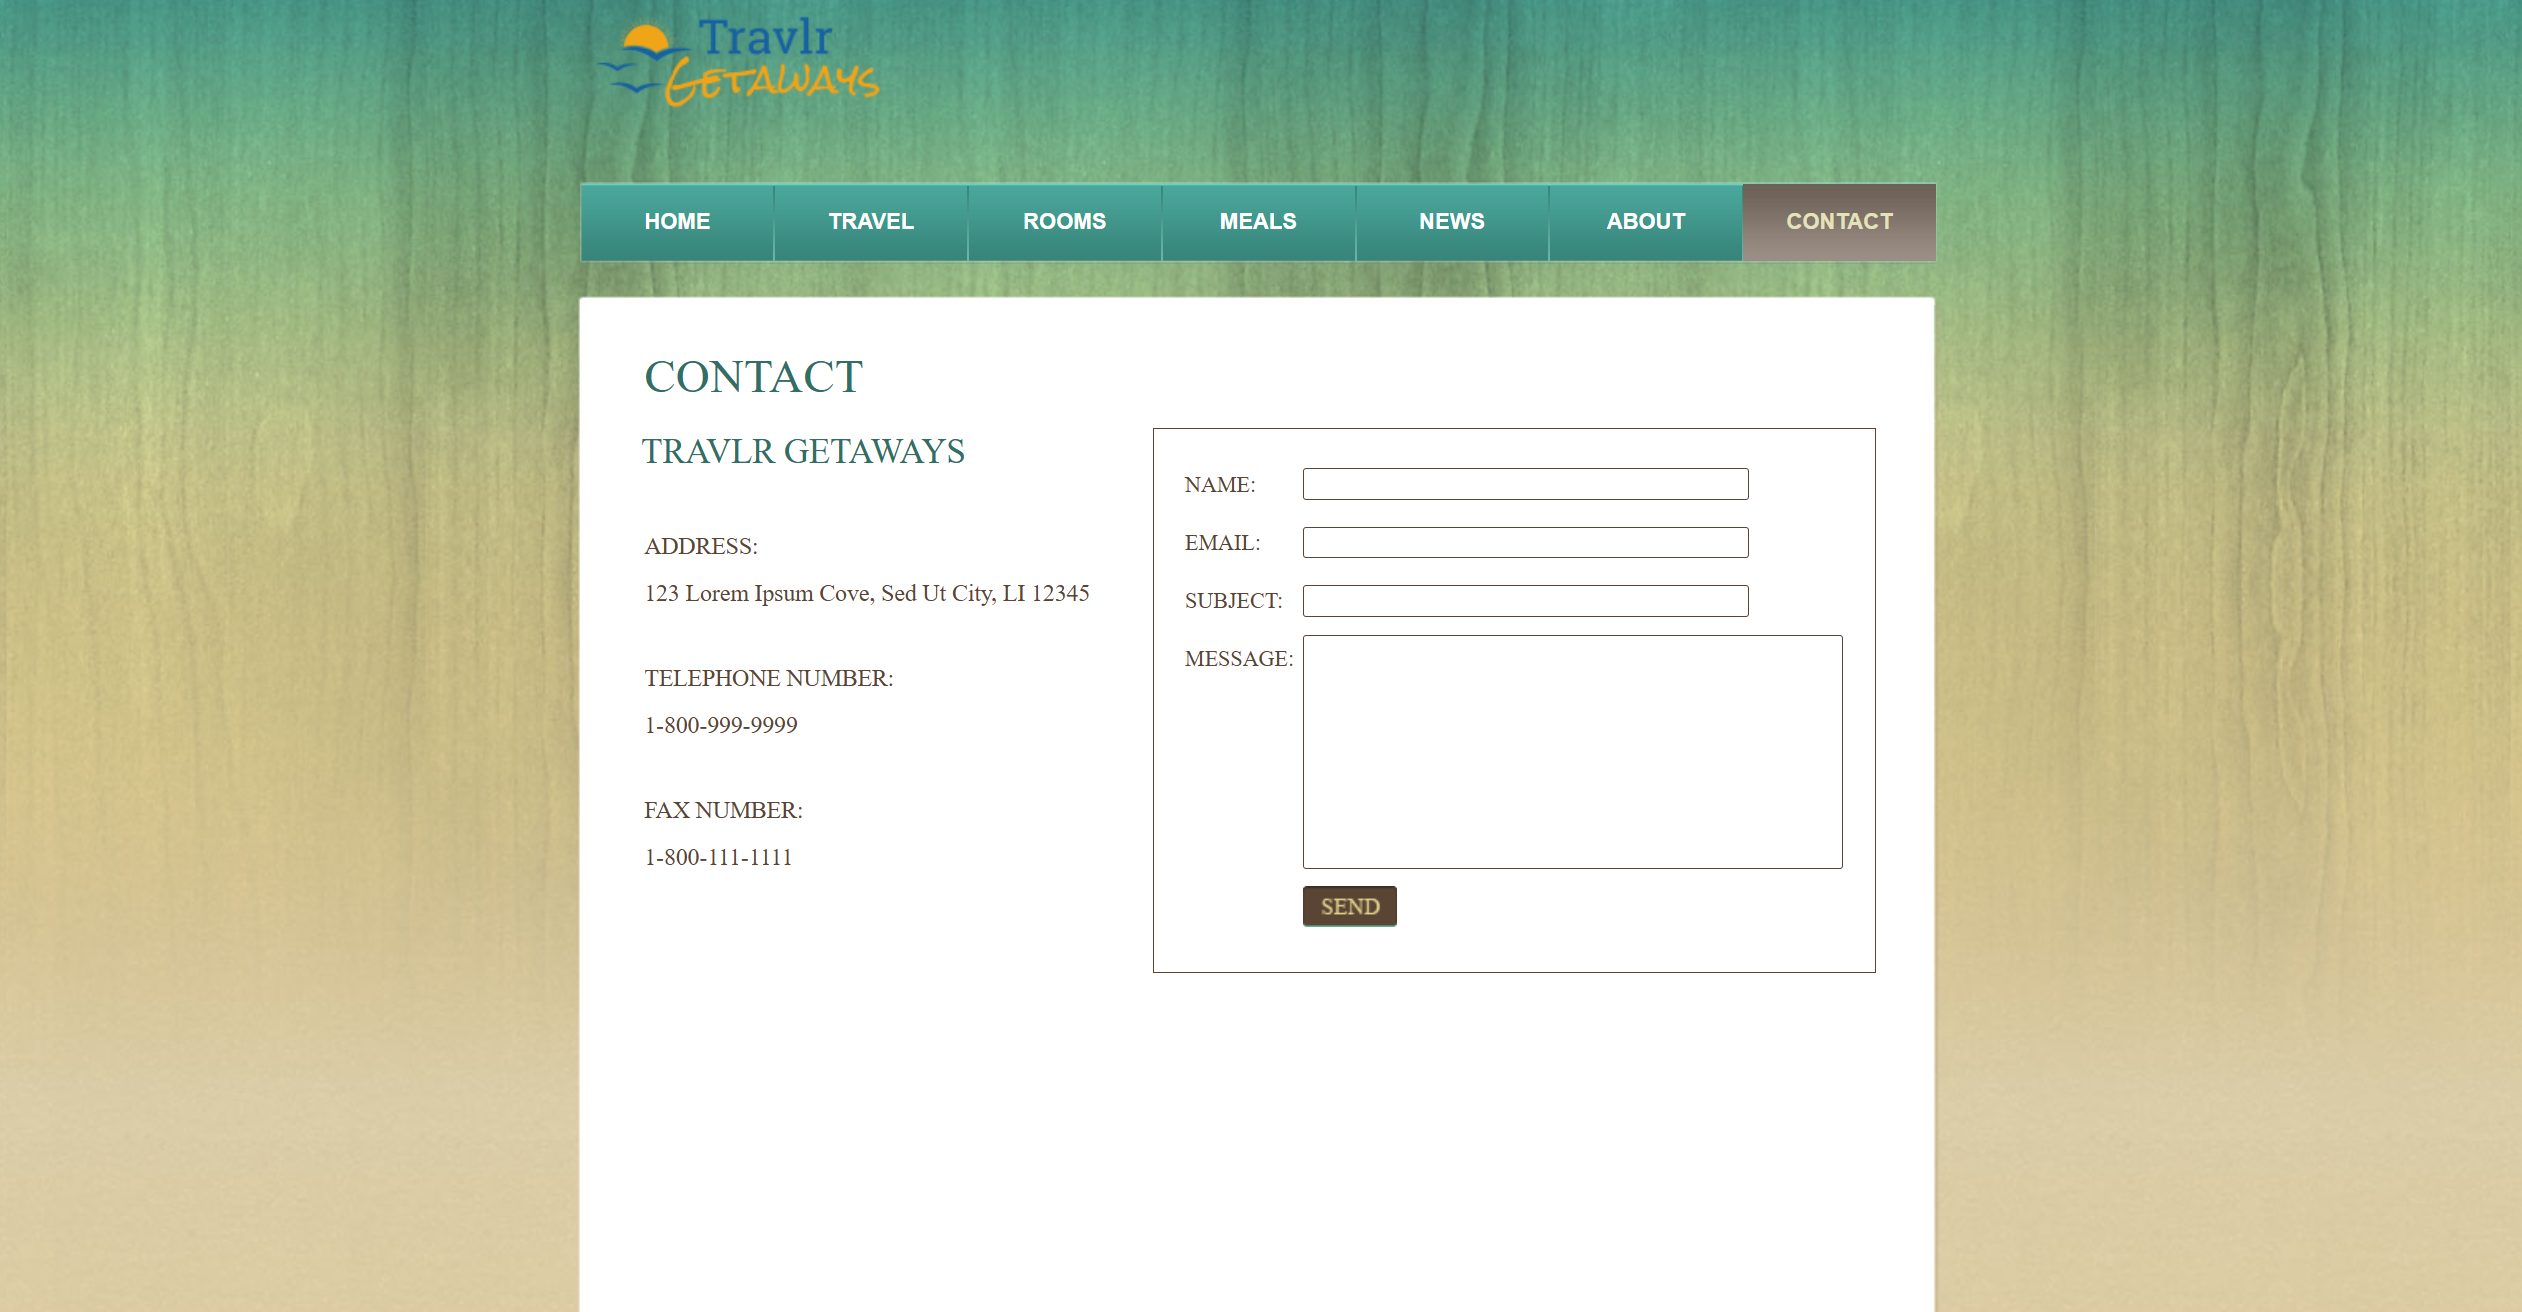 Travlr
GETAWAYS
HOME TRAVEL ROOMS MEALS NEWS ABOUT CONTACT
CONTACT
TRAVLR GETAWAYS
ADDRESS:
123 Lorem Ipsum Cove, Sed Ut City, LI 12345
TELEPHONE NUMBER:
1-800-999-9999
FAX NUMBER:
1-800-111-1111
NAME:
EMAIL:
SUBJECT:
MESSAGE:
SEND